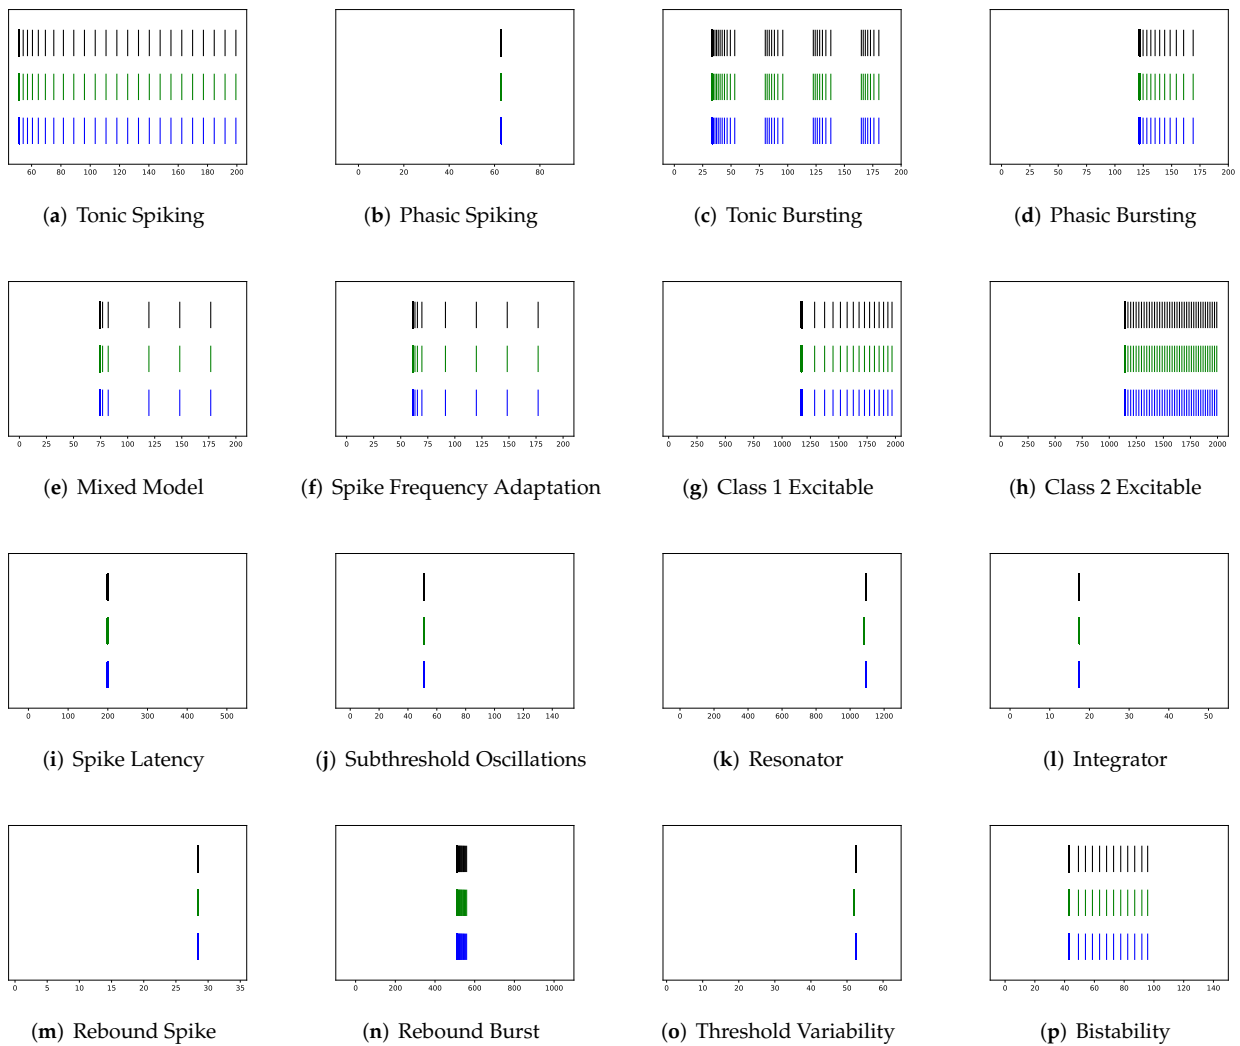 60 80 100 120 140 160 180 200
0 20 40 60 80
0 25 50 75 100 125 150 175 200
0 25 50 75 100 125 150 175 200
(a) Tonic Spiking
(b) Phasic Spiking
(c) Tonic Bursting
(d) Phasic Bursting
0 25 50 75 100 125 150 175 200
0 25 50 75 100 125 150 175 200
0 250 500 750 1000 1250 1500 1750 2000
0 250 500 750 1000 1250 1500 1750 2000
(e) Mixed Model
(f) Spike Frequency Adaptation
(g) Class 1 Excitable
(h) Class 2 Excitable
0 100 200 300 400 500
0 20 40 60 80 100 120 140
0 200 400 600 800 1000 1200
0 10 20 30 40 50
(i) Spike Latency
(j) Subthreshold Oscillations
(k) Resonator
(l) Integrator
0 5 10 15 20 25 30 35
0 200 400 600 800 1000
0 10 20 30 40 50 60
0 20 40 60 80 100 120 140
(m) Rebound Spike
(n) Rebound Burst
(o) Threshold Variability
(p) Bistability